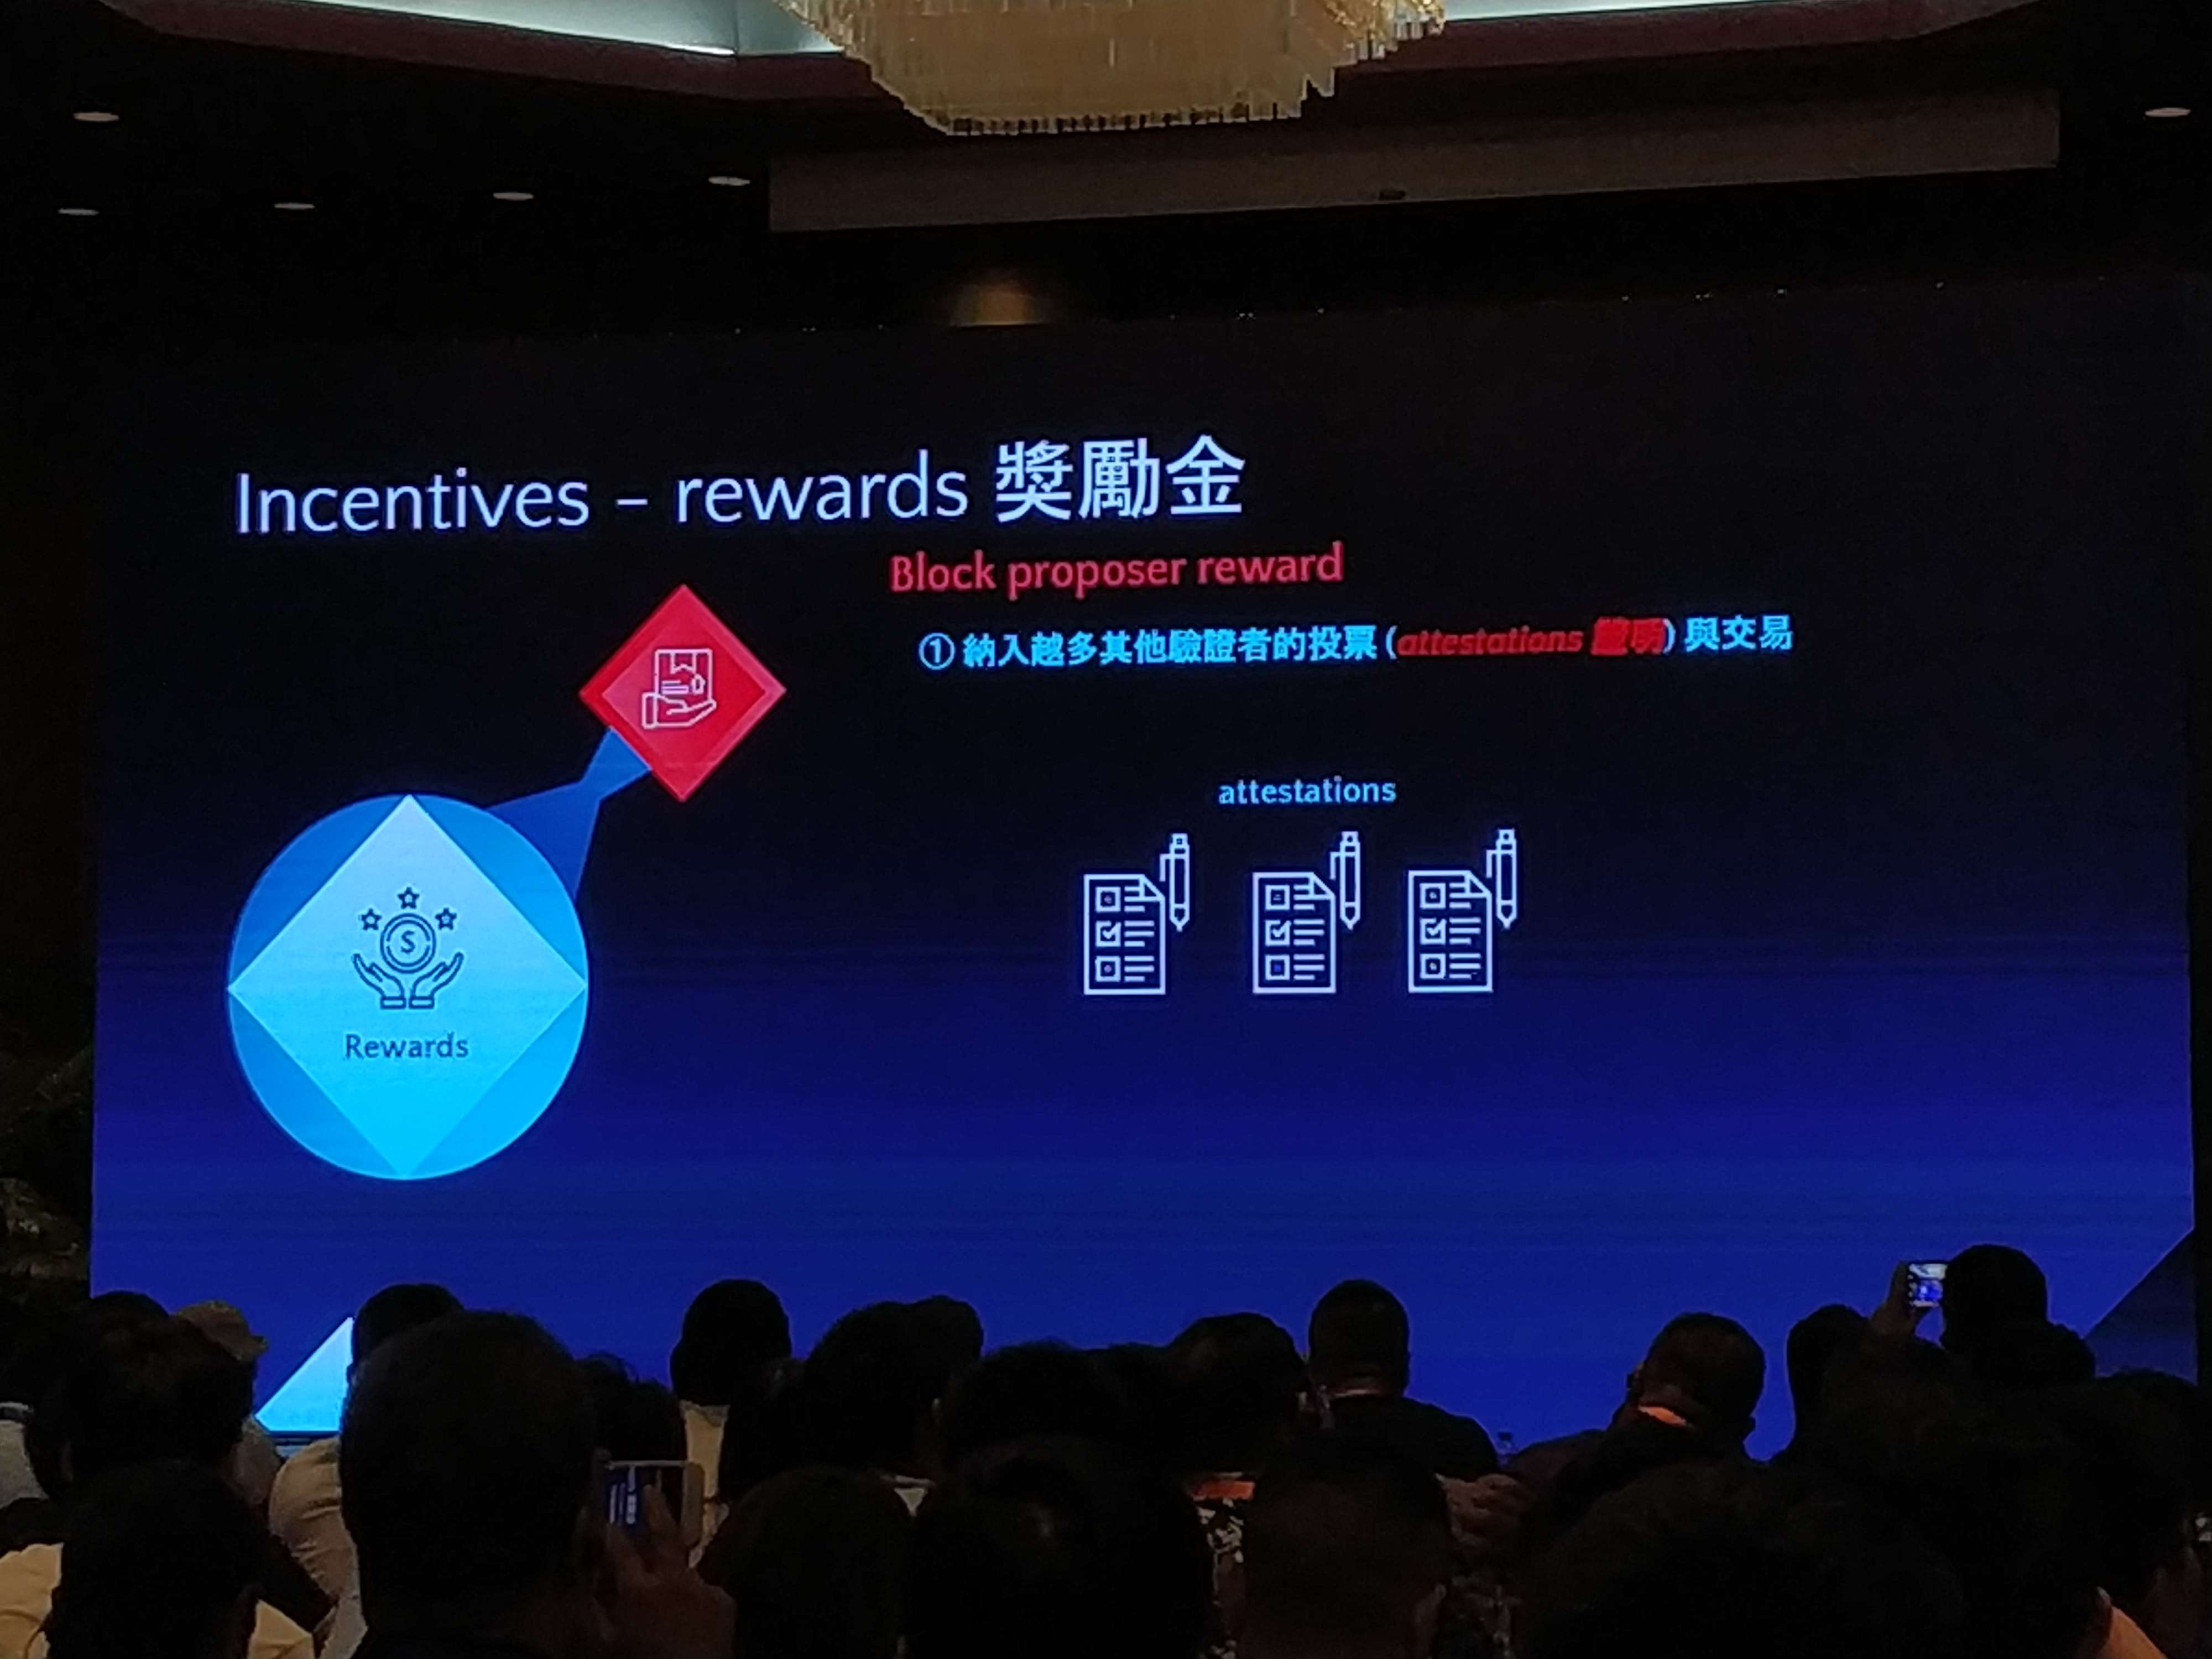 Incentives – rewards 獎勵金
Block proposer reward
① 納入越多其他驗證者的投票 (attestations 證明) 與交易
attestations
Rewards